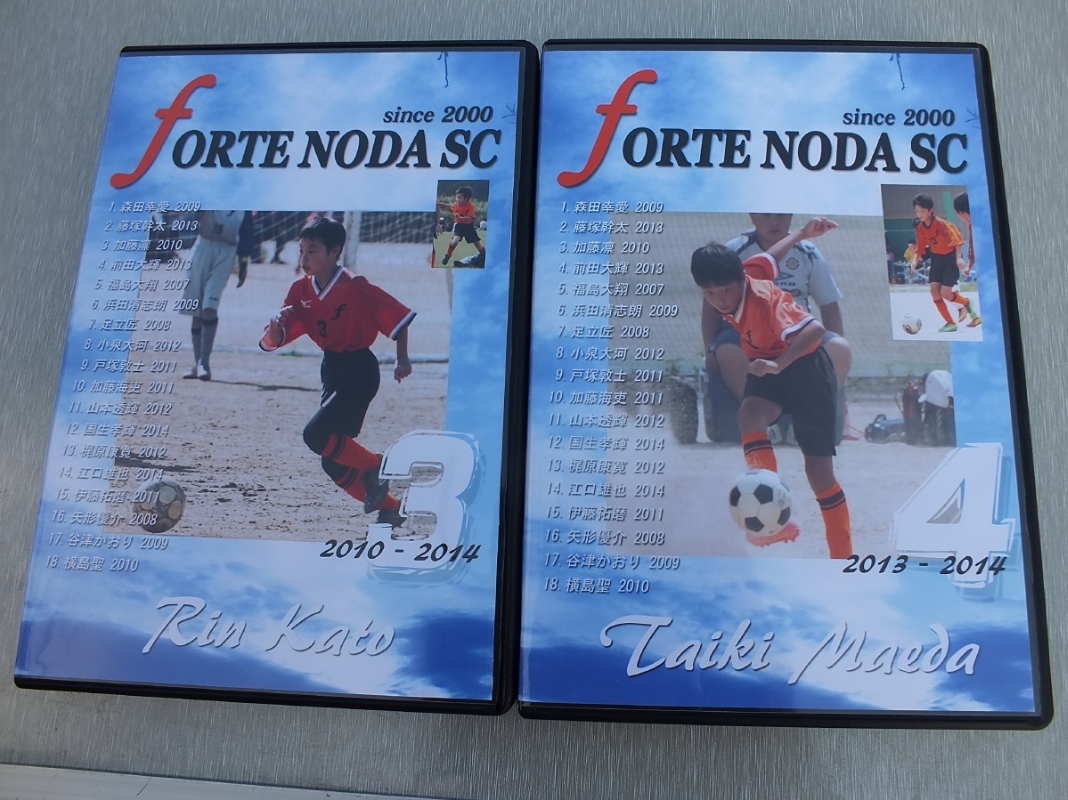 since 2000
fORTE NODA SC
1. 森田幸愛 2009
2. 藤塚幹太 2013
3. 加藤凛 2010
4. 前田大輝 2013
5. 福島大翔 2007
6. 浜田清志朗 2009
7. 足立匠 2008
8. 小泉大河 2012
9. 戸塚敦士 2011
10. 加藤海吏 2011
11. 山本透輝 2012
12. 国生孝輝 2014
13. 梶原康寛 2012
14. 江口雄也 2014
15. 伊藤拓磨 2011
16. 矢形優介 2008
17. 谷津かおり 2009
18. 横島聖 2010
3
3
2010 - 2014
Rin Kato
since 2000
fORTE NODA SC
1. 森田幸愛 2009
2. 藤塚幹太 2013
3. 加藤凛 2010
4. 前田大輝 2013
5. 福島大翔 2007
6. 浜田清志朗 2009
7. 足立匠 2008
8. 小泉大河 2012
9. 戸塚敦士 2011
10. 加藤海吏 2011
11. 山本透輝 2012
12. 国生孝輝 2014
13. 梶原康寛 2012
14. 江口雄也 2014
15. 伊藤拓磨 2011
16. 矢形優介 2008
17. 谷津かおり 2009
18. 横島聖 2010
4
2013 - 2014
Taiki Maeda